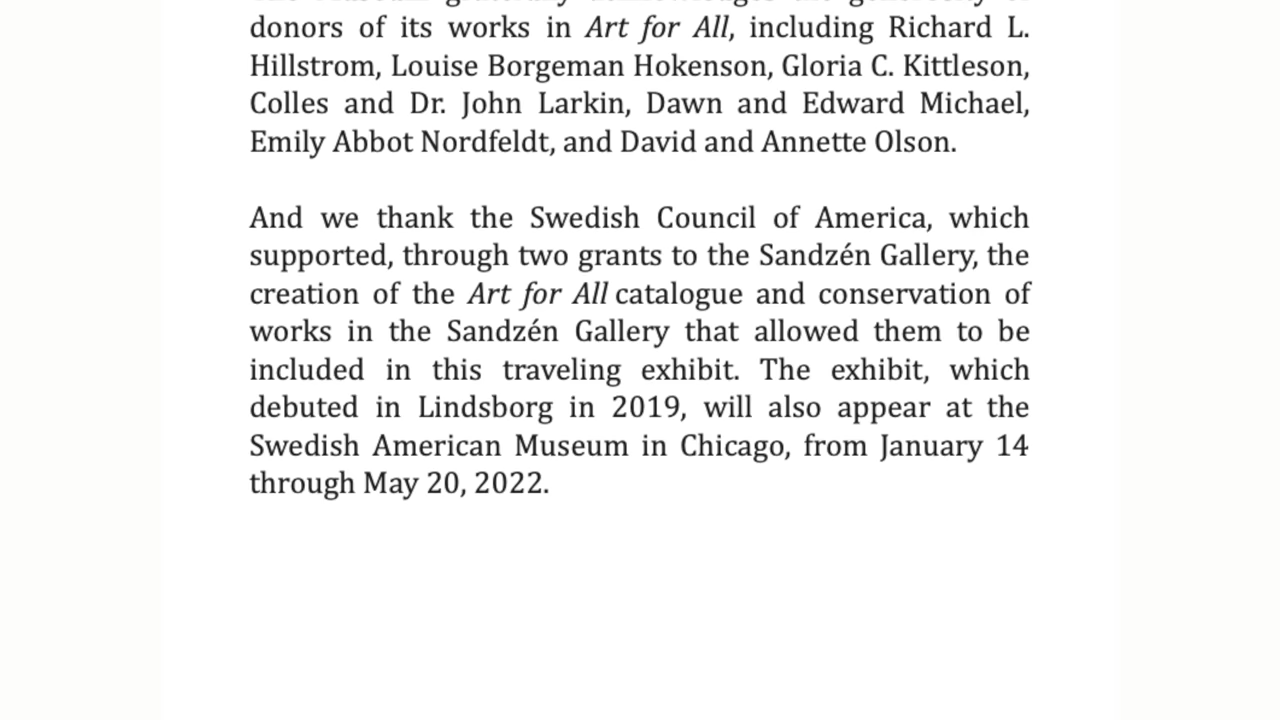 donors of its works in Art for All, including Richard L.
Hillstrom, Louise Borgeman Hokenson, Gloria C. Kittleson,
Colles and Dr. John Larkin, Dawn and Edward Michael,
Emily Abbot Nordfeldt, and David and Annette Olson.
And we thank the Swedish Council of America, which
supported, through two grants to the Sandzén Gallery, the
creation of the Art for All catalogue and conservation of
works in the Sandzén Gallery that allowed them to be
included in this traveling exhibit. The exhibit, which
debuted in Lindsborg in 2019, will also appear at the
Swedish American Museum in Chicago, from January 14
through May 20, 2022.